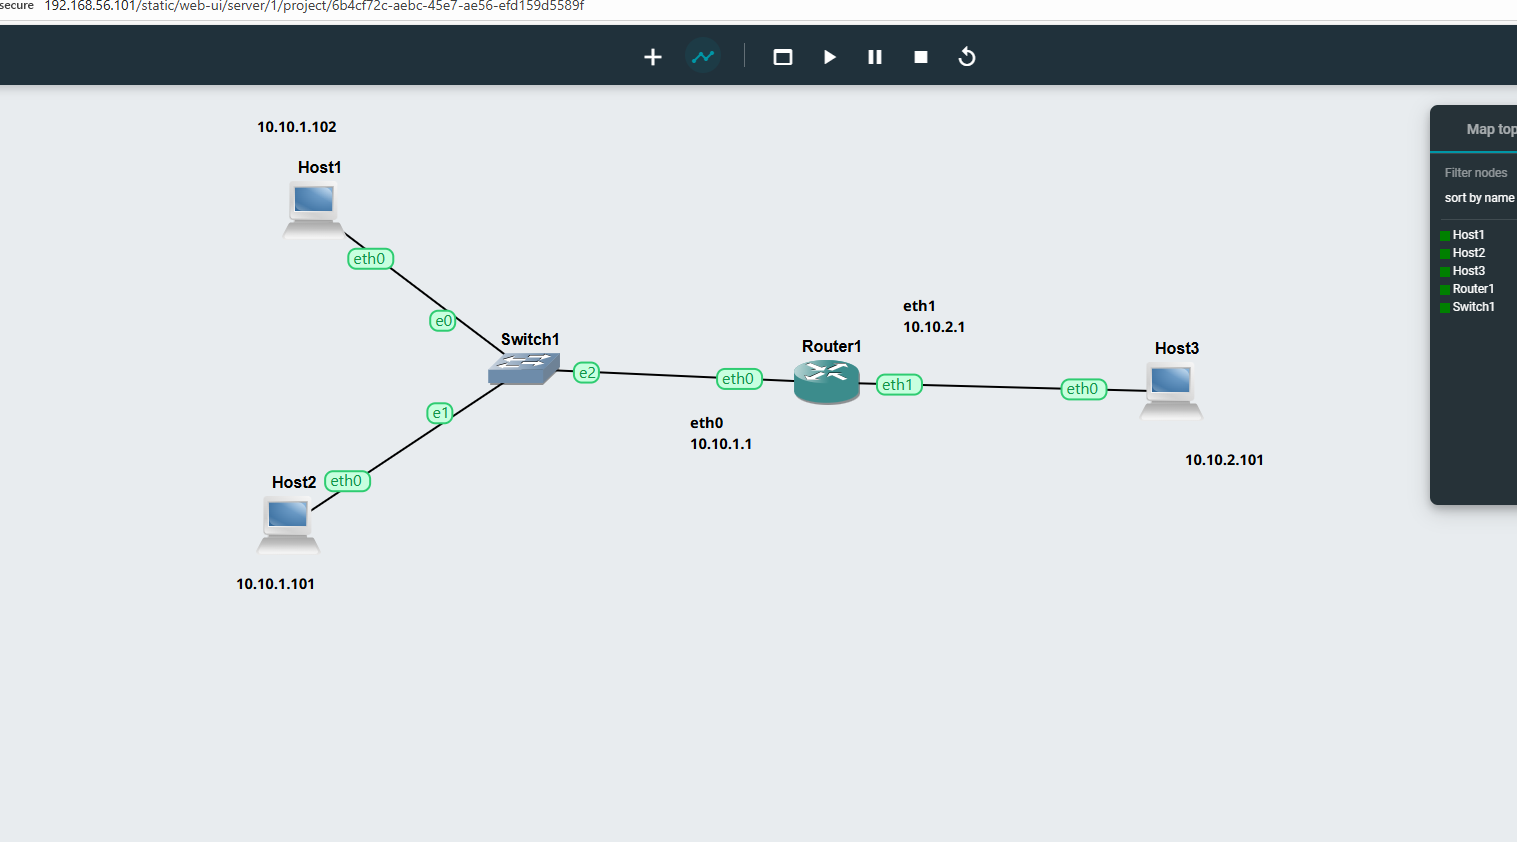 secure 192.168.56.101/static/web-ui/server/1/project/6b4cf72c-aebc-45e7-ae56-efd159d5589f
10.10.1.102
Host1
eth0
e0
Switch1
e2
e1
Host2
eth0
10.10.1.101
eth0
eth0
10.10.1.1
Router1
eth1
10.10.2.1
eth1
eth0
Host3
10.10.2.101
Map top
Filter nodes
sort by name
Host1
Host2
Host3
Router1
Switch1